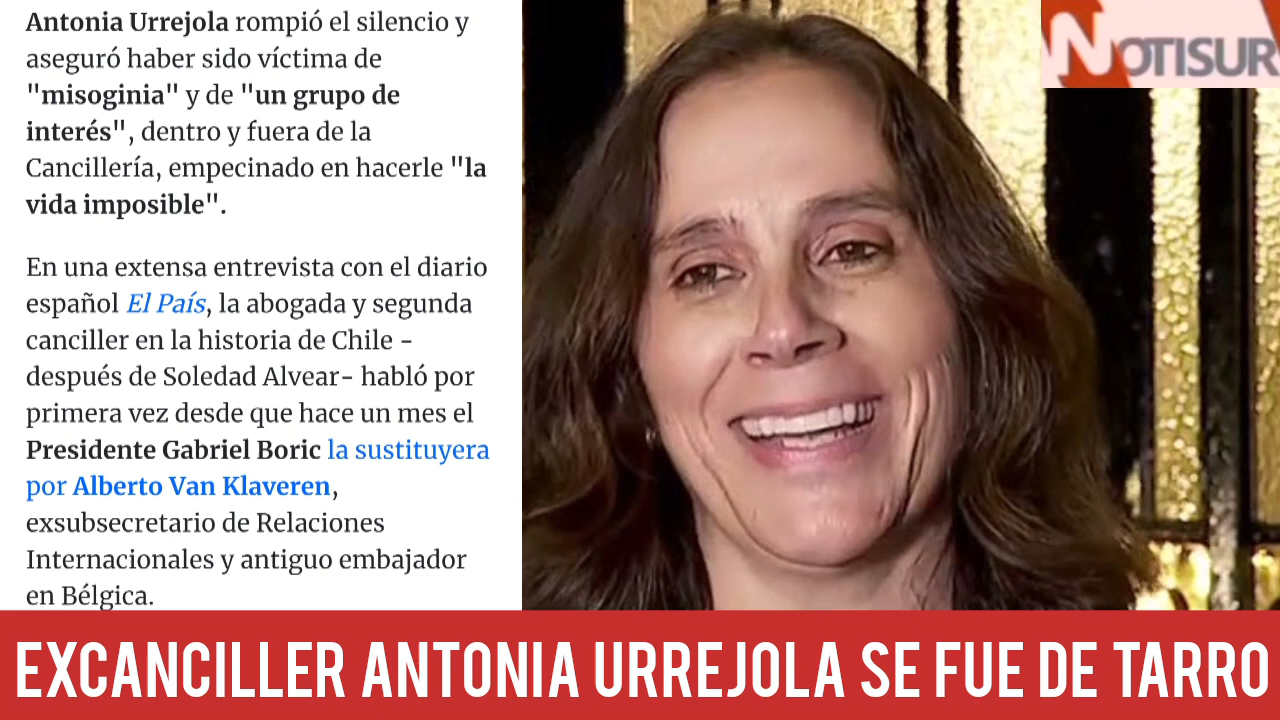 Antonia Urrejola rompió el silencio y
aseguró haber sido víctima de
"misoginia" y de "un grupo de
interés", dentro y fuera de la
Cancillería, empecinado en hacerle "la
vida imposible".
En una extensa entrevista con el diario
español El País, la abogada y segunda
canciller en la historia de Chile -
después de Soledad Alvear- habló por
primera vez desde que hace un mes el
Presidente Gabriel Boric la sustituyera
por Alberto Van Klaveren,
exsubsecretario de Relaciones
Internacionales y antiguo embajador
en Bélgica.
NOTISUR
EXCANCILLER ANTONIA URREJOLA SE FUE DE TARRO